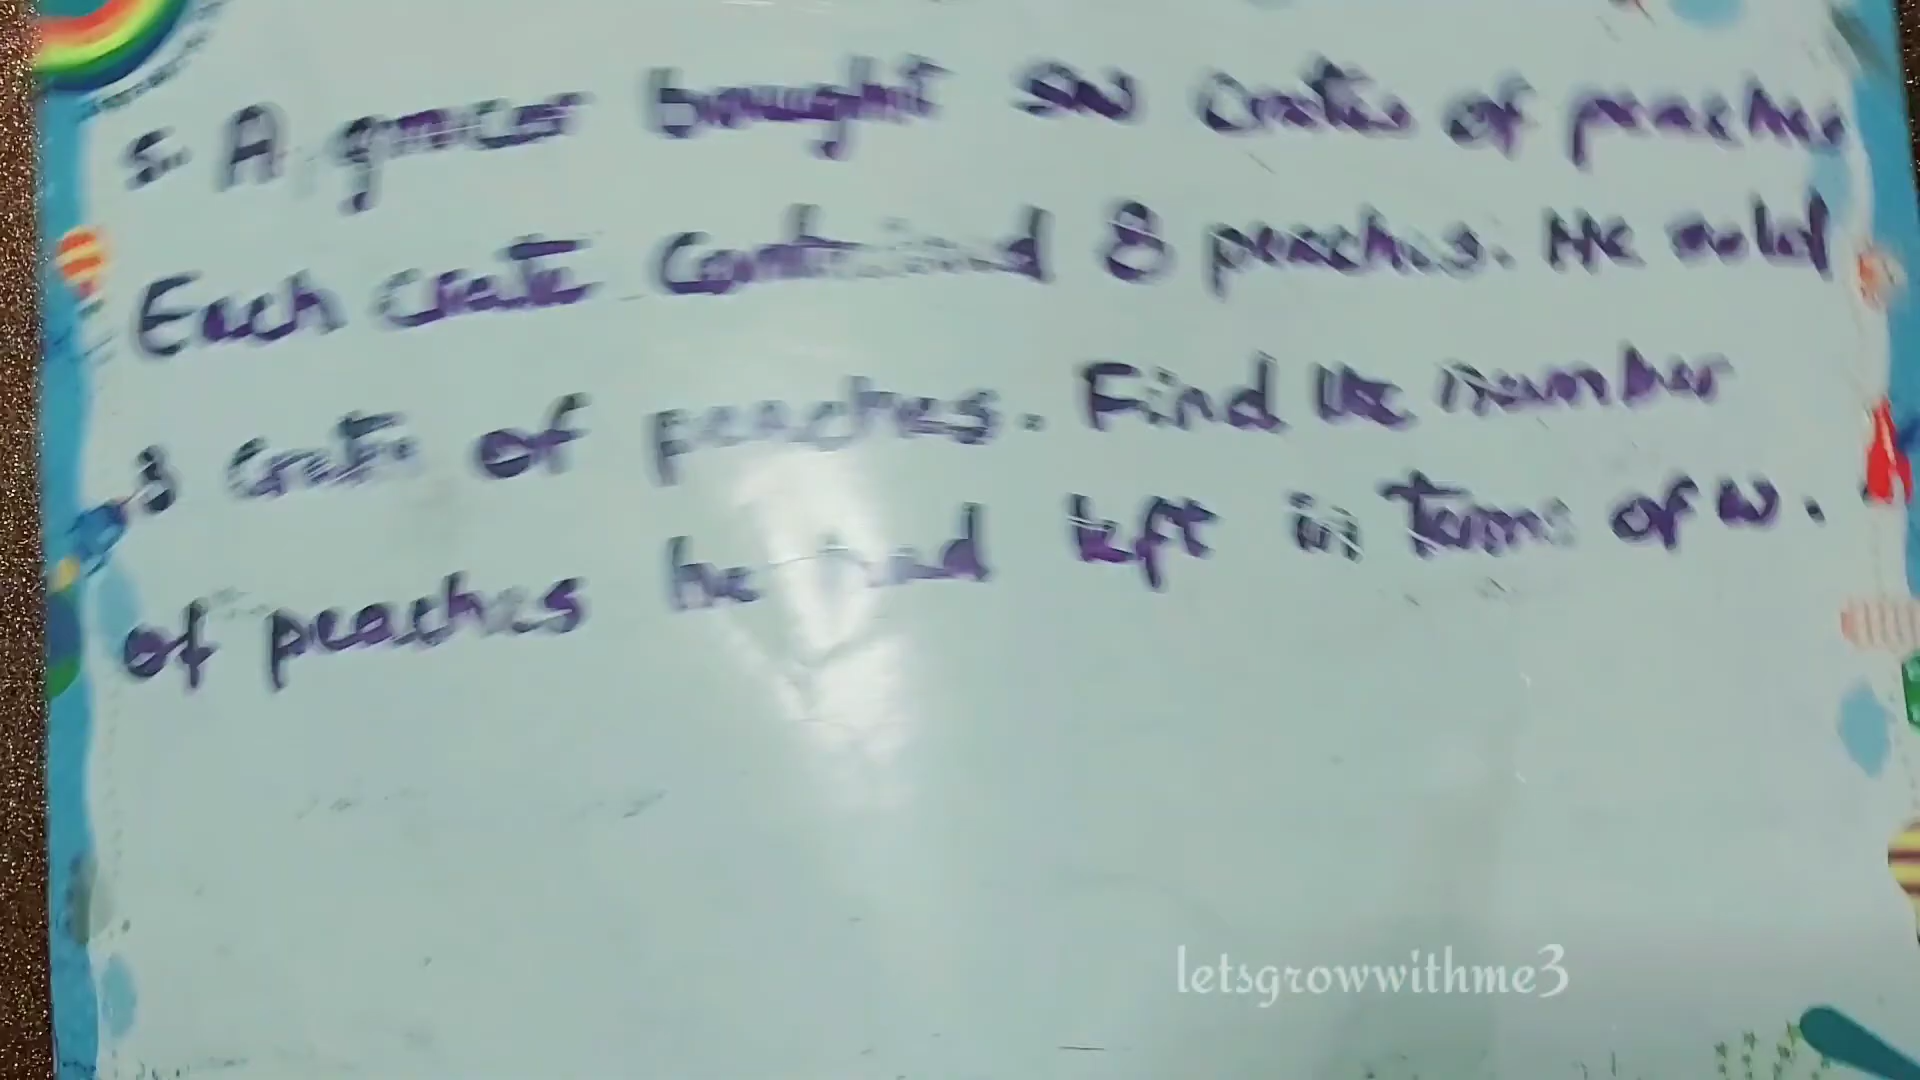 5. A grocer bought 5w crates of peaches
Each crate contained 8 peaches. He sold
3 crates of peaches. Find the number
of peaches he had left in terms of w.
letsgrowwithme3